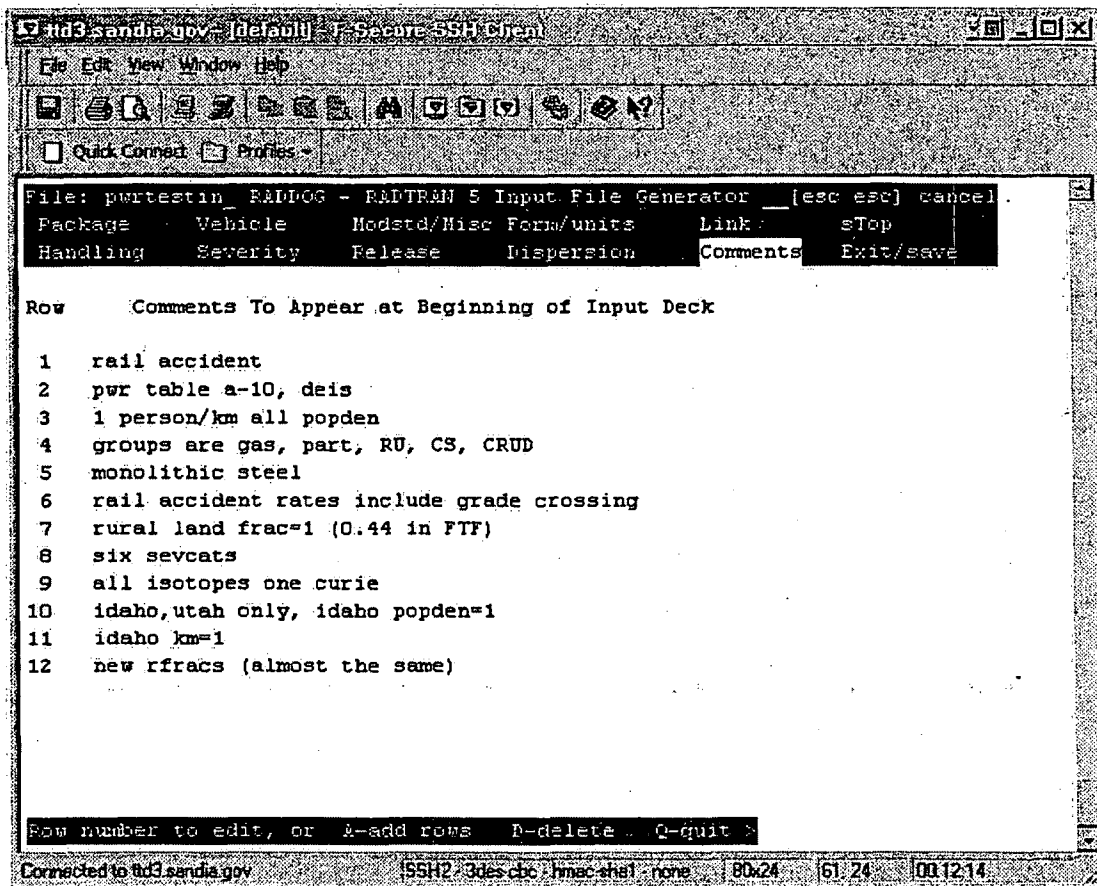 ttd3.sandia.gov - [default] - F-Secure SSH Client
File Edit View Window Help
Quick Connect Profiles
File: pwrtestin_ RADDOG - RADTRAN 5 Input File Generator __[esc esc] cancel
Package Vehicle Modstd/Misc Form/units Link sTop
Handling Severity Release Dispersion Comments Exit/save
Row Comments To Appear at Beginning of Input Deck
1 rail accident
2 pwr table a-10, deis
3 1 person/km all popden
4 groups are gas, part, RU, CS, CRUD
5 monolithic steel
6 rail accident rates include grade crossing
7 rural land frac=1 (0.44 in FTF)
8 six sevcats
9 all isotopes one curie
10 idaho,utah only, idaho popden=1
11 idaho km=1
12 new rfracs (almost the same)
Row number to edit, or A-add rows D-delete Q-quit >
Connected to ttd3.sandia.gov SSH2 - 3des-cbc - hmac-sha1 - none 80x24 61, 24 00:12:14